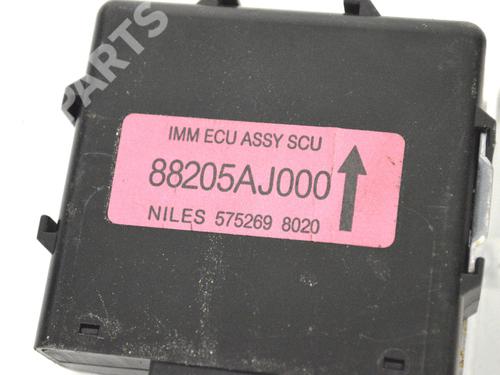 PARTS
IMM ECU ASSY SCU
88205AJ000
NILES 575269 8020